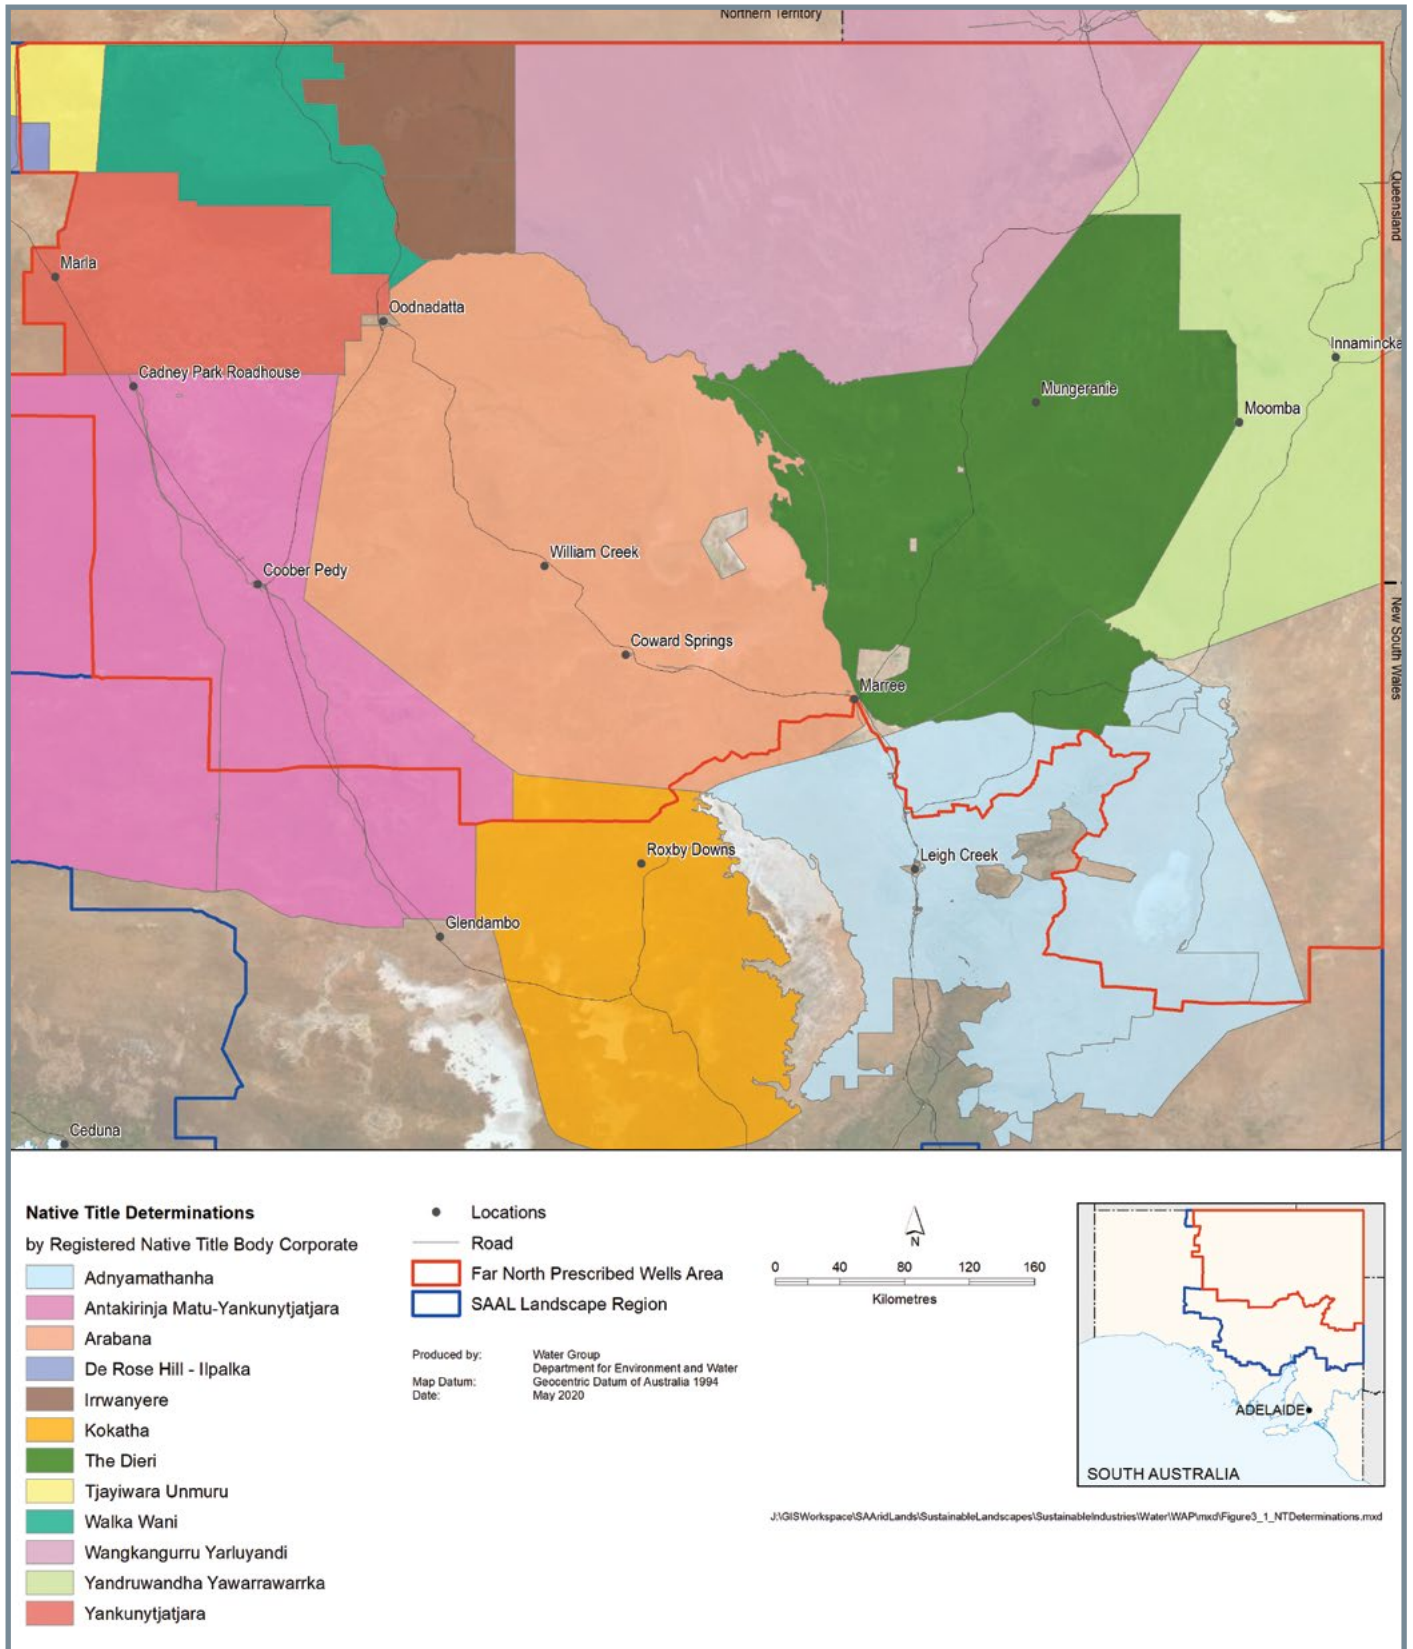 Northern Territory
Queensland
Marla
Oodnadatta
Innamincka
Cadney Park Roadhouse
Mungeranie
Moomba
William Creek
Coober Pedy
New South Wales
Coward Springs
Marree
Roxby Downs
Leigh Creek
Glendambo
Ceduna
Native Title Determinations
by Registered Native Title Body Corporate
Adnyamathanha
Antakirinja Matu-Yankunytjatjara
Arabana
De Rose Hill - Ilpalka
Irrwanyere
Kokatha
The Dieri
Tjayiwara Unmuru
Walka Wani
Wangkangurru Yarluyandi
Yandruwandha Yawarrawarrka
Yankunytjatjara
Locations
Road
Far North Prescribed Wells Area
SAAL Landscape Region
Produced by: Water Group
Department for Environment and Water
Map Datum: Geocentric Datum of Australia 1994
Date: May 2020
N
0 40 80 120 160
Kilometres
ADELAIDE
SOUTH AUSTRALIA
J:\GISWorkspace\SAAridLands\SustainableLandscapes\SustainableIndustries\Water\WAP\mxd\Figure3_1_NTDeterminations.mxd